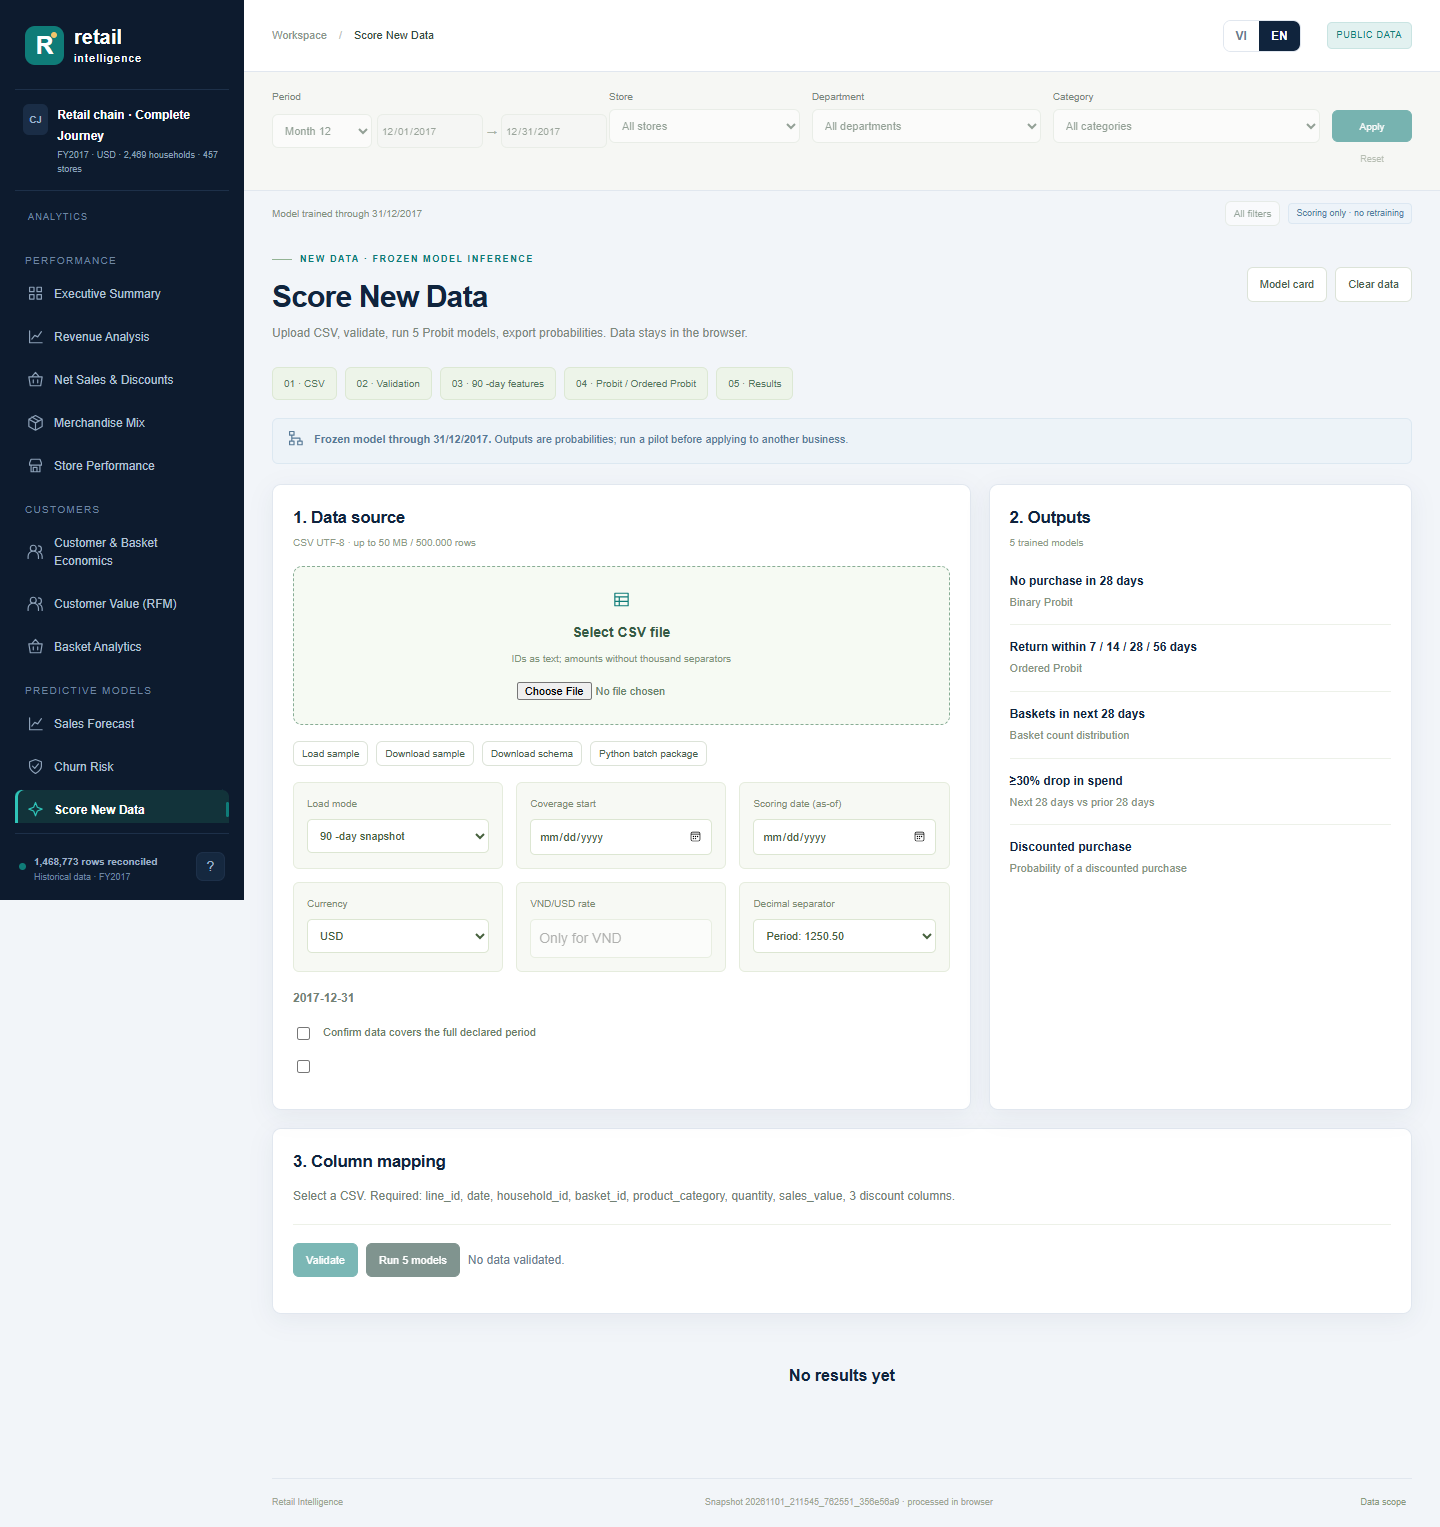 R
retail
intelligence
CJ
Retail chain · Complete
Journey
FY2017 · USD · 2,469 households · 457
stores
ANALYTICS
PERFORMANCE
Executive Summary
Revenue Analysis
Net Sales & Discounts
Merchandise Mix
Store Performance
CUSTOMERS
Customer & Basket
Economics
Customer Value (RFM)
Basket Analytics
PREDICTIVE MODELS
Sales Forecast
Churn Risk
Score New Data
1,468,773 rows reconciled
Historical data · FY2017
?
Workspace / Score New Data
VI EN
PUBLIC DATA
Period
Month 12
12/01/2017 → 12/31/2017
Store
All stores
Department
All departments
Category
All categories
Apply
Reset
Model trained through 31/12/2017
All filters
Scoring only · no retraining
NEW DATA · FROZEN MODEL INFERENCE
Score New Data
Upload CSV, validate, run 5 Probit models, export probabilities. Data stays in the browser.
Model card
Clear data
01 · CSV
02 · Validation
03 · 90 -day features
04 · Probit / Ordered Probit
05 · Results
Frozen model through 31/12/2017. Outputs are probabilities; run a pilot before applying to another business.
1. Data source
CSV UTF-8 · up to 50 MB / 500.000 rows
Select CSV file
IDs as text; amounts without thousand separators
Choose File No file chosen
Load sample
Download sample
Download schema
Python batch package
Load mode
90 -day snapshot
Coverage start
mm/dd/yyyy
Scoring date (as-of)
mm/dd/yyyy
Currency
USD
VND/USD rate
Only for VND
Decimal separator
Period: 1250.50
2017-12-31
Confirm data covers the full declared period
2. Outputs
5 trained models
No purchase in 28 days
Binary Probit
Return within 7 / 14 / 28 / 56 days
Ordered Probit
Baskets in next 28 days
Basket count distribution
≥30% drop in spend
Next 28 days vs prior 28 days
Discounted purchase
Probability of a discounted purchase
3. Column mapping
Select a CSV. Required: line_id, date, household_id, basket_id, product_category, quantity, sales_value, 3 discount columns.
Validate
Run 5 models
No data validated.
No results yet
Retail Intelligence
Snapshot 20261101_211545_762551_356e56a9 · processed in browser
Data scope